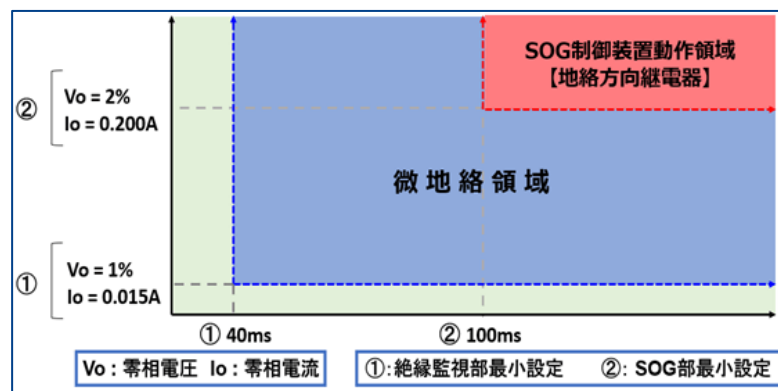 SOG制御装置動作領域
【地絡方向継電器】
② Vo = 2%
Io = 0.200A
微地絡領域
① Vo = 1%
Io = 0.015A
① 40ms ② 100ms
Vo：零相電圧 Io：零相電流 ①:絶縁監視部最小設定 ②: SOG部最小設定